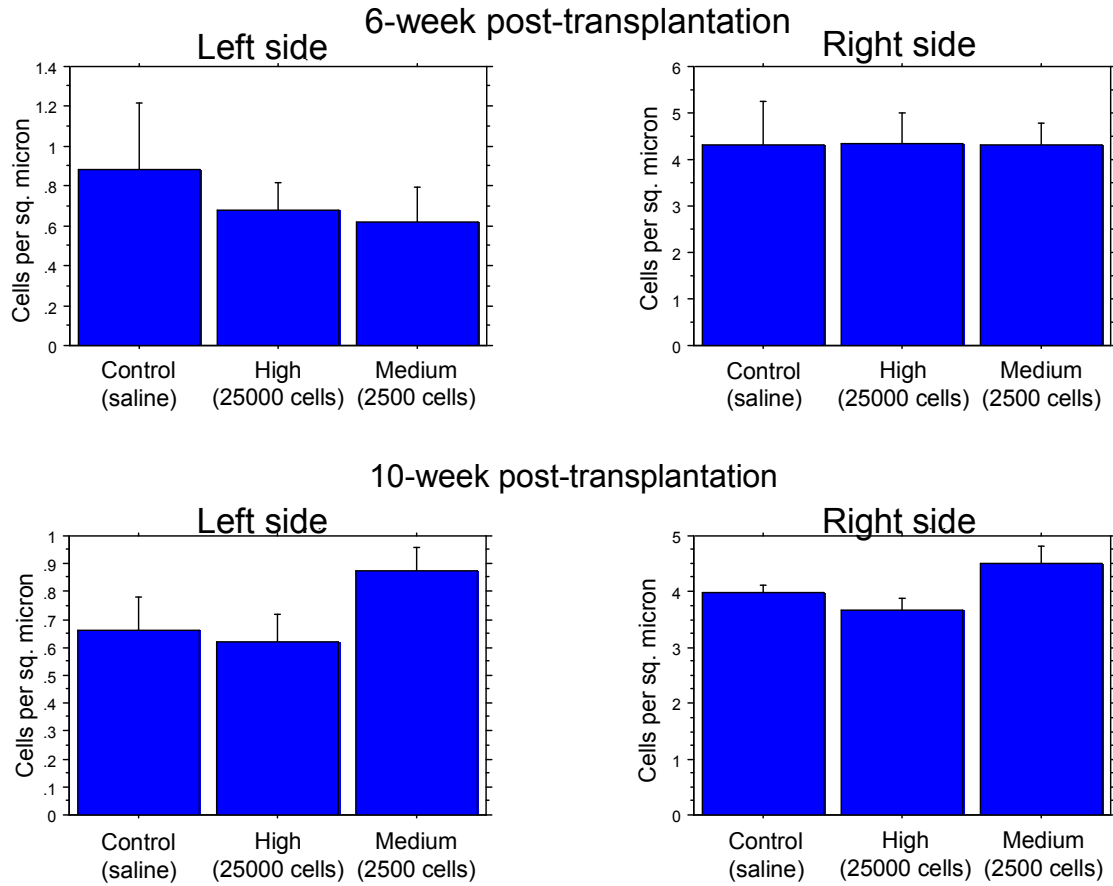 6-week post-transplantation
Left side
Cells per sq. micron
1.4
1.2
1
.8
.6
.4
.2
0
Control
(saline)
High
(25000 cells)
Medium
(2500 cells)
Right side
Cells per sq. micron
6
5
4
3
2
1
0
Control
(saline)
High
(25000 cells)
Medium
(2500 cells)
10-week post-transplantation
Left side
Cells per sq. micron
1
.9
.8
.7
.6
.5
.4
.3
.2
.1
0
Control
(saline)
High
(25000 cells)
Medium
(2500 cells)
Right side
Cells per sq. micron
5
4
3
2
1
0
Control
(saline)
High
(25000 cells)
Medium
(2500 cells)